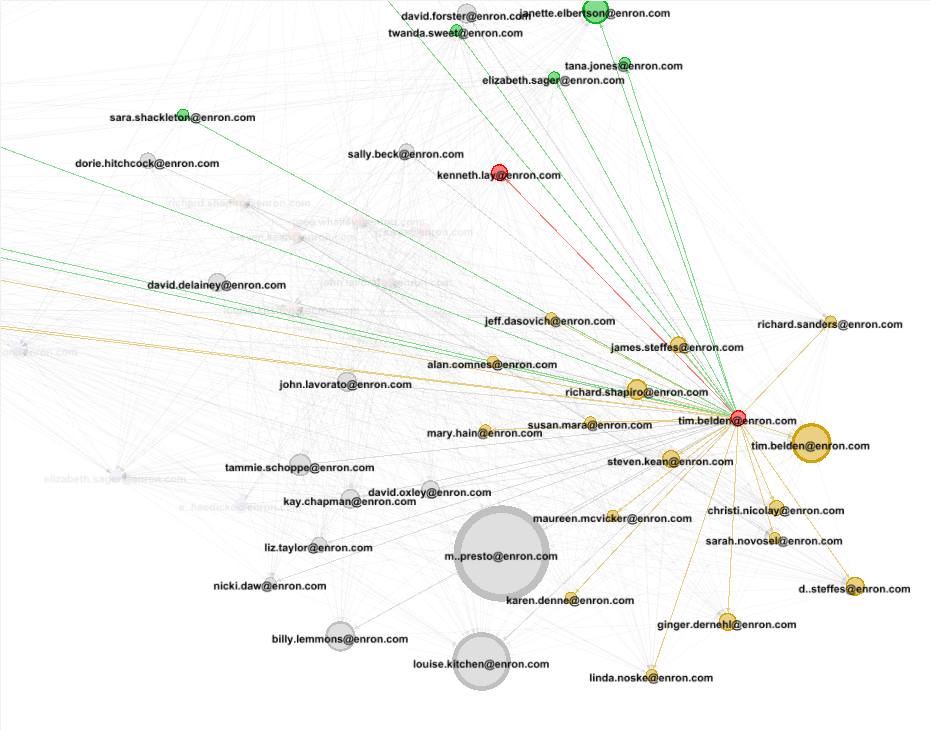 david.forster@enron.com
janette.elbertson@enron.com
twanda.sweet@enron.com
tana.jones@enron.com
elizabeth.sager@enron.com
sara.shackleton@enron.com
sally.beck@enron.com
dorie.hitchcock@enron.com
kenneth.lay@enron.com
richard.shapiro@enron.com
david.delaney@enron.com
jeff.dasovich@enron.com
richard.sanders@enron.com
james.steffes@enron.com
alan.comnes@enron.com
john.lavorato@enron.com
richard.shapiro@enron.com
tim.belden@enron.com
susan.mara@enron.com
mary.hain@enron.com
tim.belden@enron.com
steven.kean@enron.com
tammie.schoppe@enron.com
elizabeth.sager@enron.com
david.oxley@enron.com
kay.chapman@enron.com
christi.nicolay@enron.com
maureen.mcvicker@enron.com
sarah.novosel@enron.com
liz.taylor@enron.com
m..presto@enron.com
nicki.daw@enron.com
d..steffes@enron.com
karen.denne@enron.com
ginger.dernehl@enron.com
billy.lemmons@enron.com
louise.kitchen@enron.com
linda.noske@enron.com